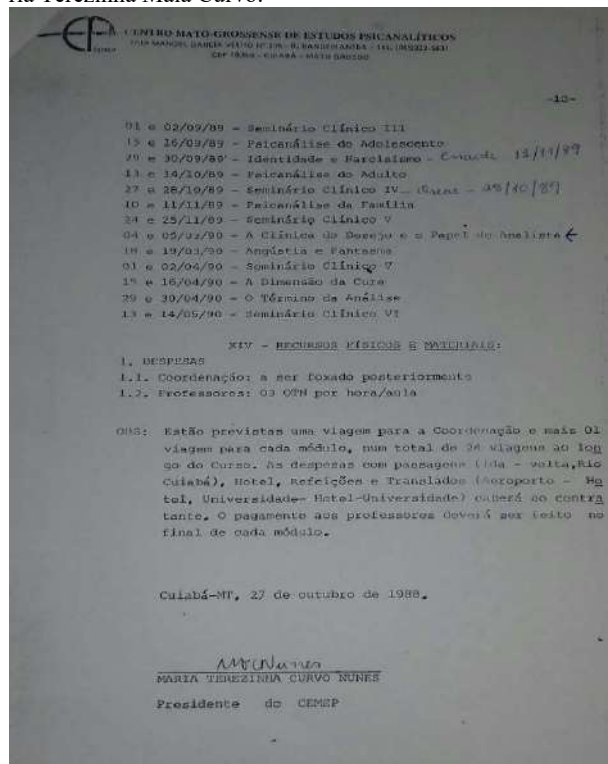 ria Terezinha Maia Curvo.
CENTRO MATO-GROSSENSE DE ESTUDOS PSICANALÍTICOS
-13-
01 e 02/09/89 - Seminário Clínico III
15 e 16/09/89 - Psicanálise do Adolescente
29 e 30/09/89 - Identidade e Narcisismo - 11/11/89
13 e 14/10/89 - Psicanálise do Adulto
27 e 28/10/89 - Seminário Clínico IV - 28/10/89
10 e 11/11/89 - Psicanálise da Família
24 e 25/11/89 - Seminário Clínico V
04 e 05/03/90 - A Clínica do Desejo e o Papel do Analista
18 e 19/03/90 - Angústia e Fantasma
01 e 02/04/90 - Seminário Clínico V
15 e 16/04/90 - A Dimensão da Cura
29 e 30/04/90 - O Término da Análise
13 e 14/05/90 - Seminário Clínico VI
XIV - RECURSOS FÍSICOS E MATERIAIS:
1. DESPESAS
1.1. Coordenação: a ser foxado posteriormente
1.2. Professores: 03 OTN por hora/aula
OBS: Estão previstas uma viagem para a Coordenação e mais 01
viagem para cada módulo, num total de 26 viagens ao lon
go do Curso. As despesas com passagens (ida - volta, Rio
Cuiabá), Hotel, Refeições e Translados (Aeroporto - Ho
tel, Universidade- Hotel-Universidade) caberá ao contra
tante. O pagamento aos professores deverá ser feito no
final de cada módulo.
Cuiabá-MT, 27 de outubro de 1988.
MCNunes
MARIA TEREZINHA CURVO NUNES
Presidente do CEMEP